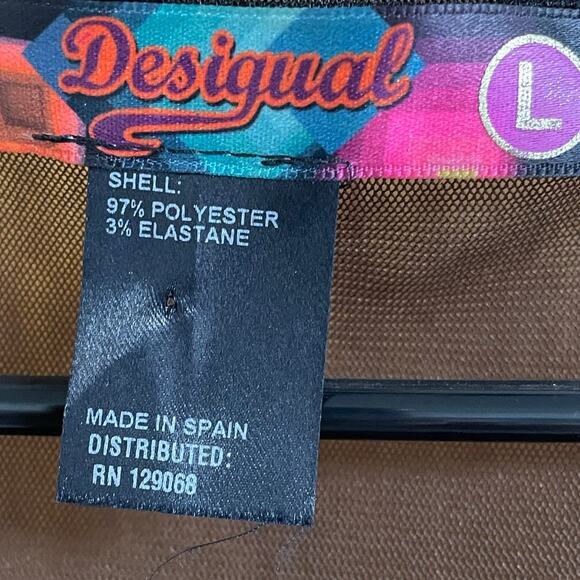 Desigual
L
SHELL:
97% POLYESTER
3% ELASTANE
MADE IN SPAIN
DISTRIBUTED:
RN 129068